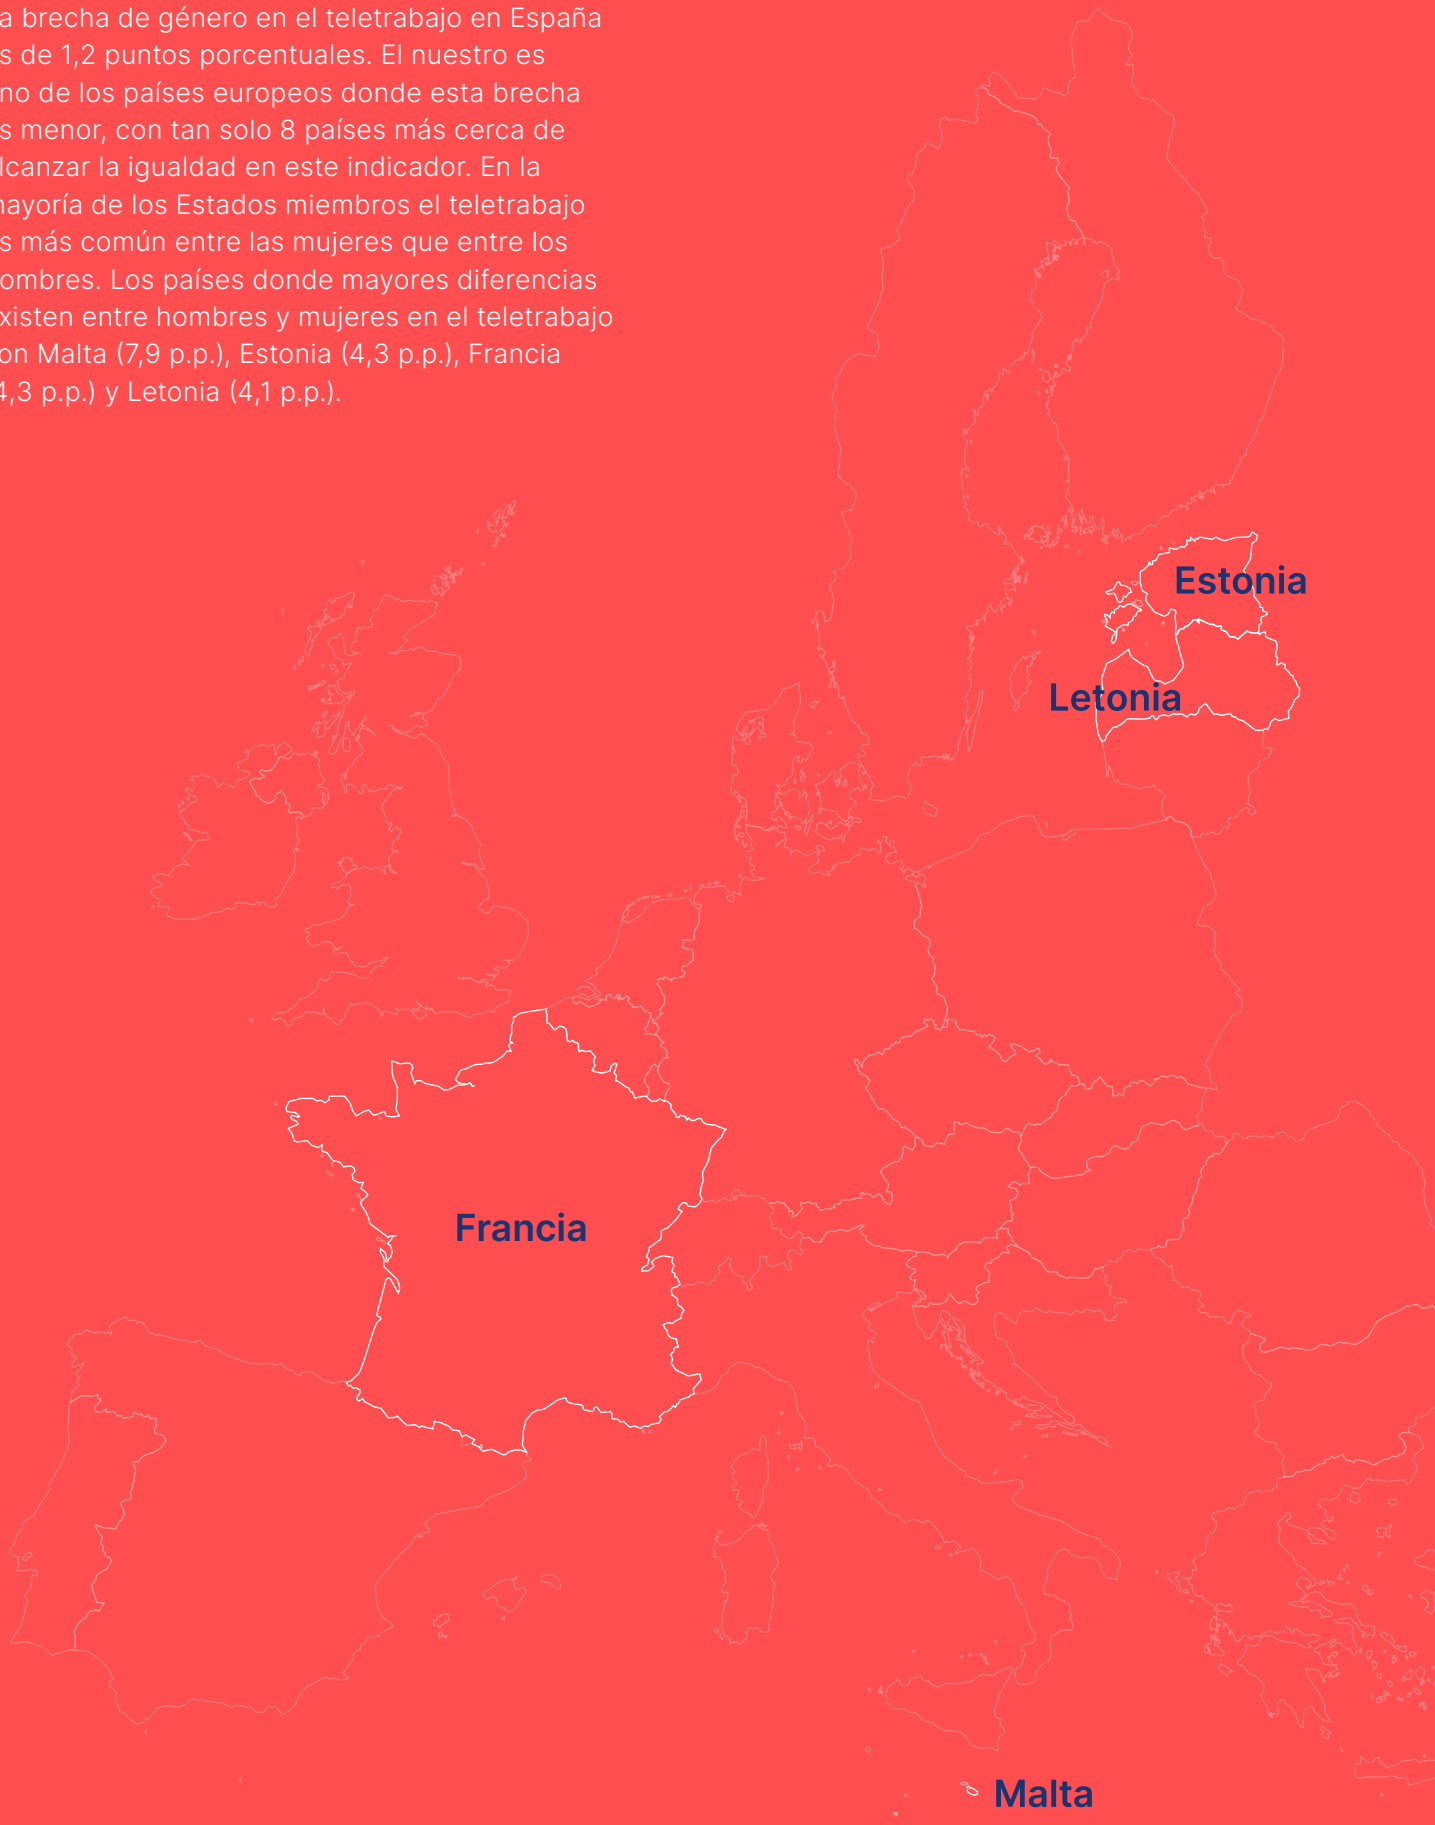 a brecha de género en el teletrabajo en España
s de 1,2 puntos porcentuales. El nuestro es
no de los países europeos donde esta brecha
s menor, con tan solo 8 países más cerca de
lcanzar la igualdad en este indicador. En la
nayoría de los Estados miembros el teletrabajo
s más común entre las mujeres que entre los
ombres. Los países donde mayores diferencias
xisten entre hombres y mujeres en el teletrabajo
on Malta (7,9 p.p.), Estonia (4,3 p.p.), Francia
4,3 p.p.) y Letonia (4,1 p.p.).
Estonia
Letonia
Francia
Malta